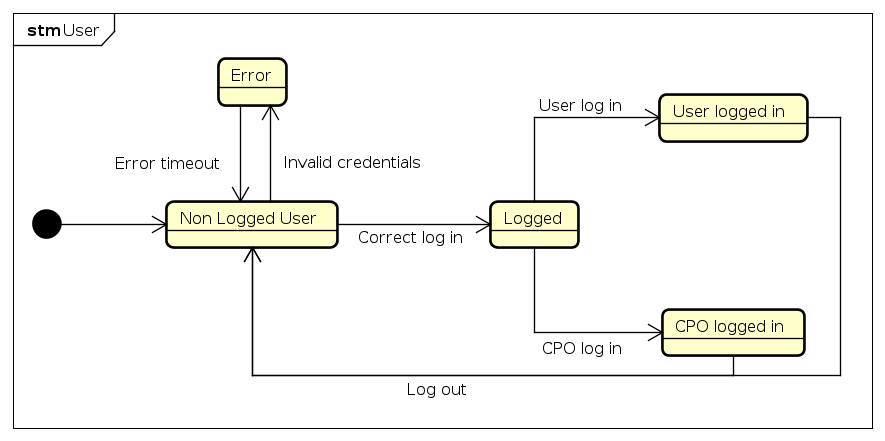 stm User
Error
User log in
User logged in
Error timeout
Invalid credentials
Non Logged User
Logged
Correct log in
CPO logged in
CPO log in
Log out